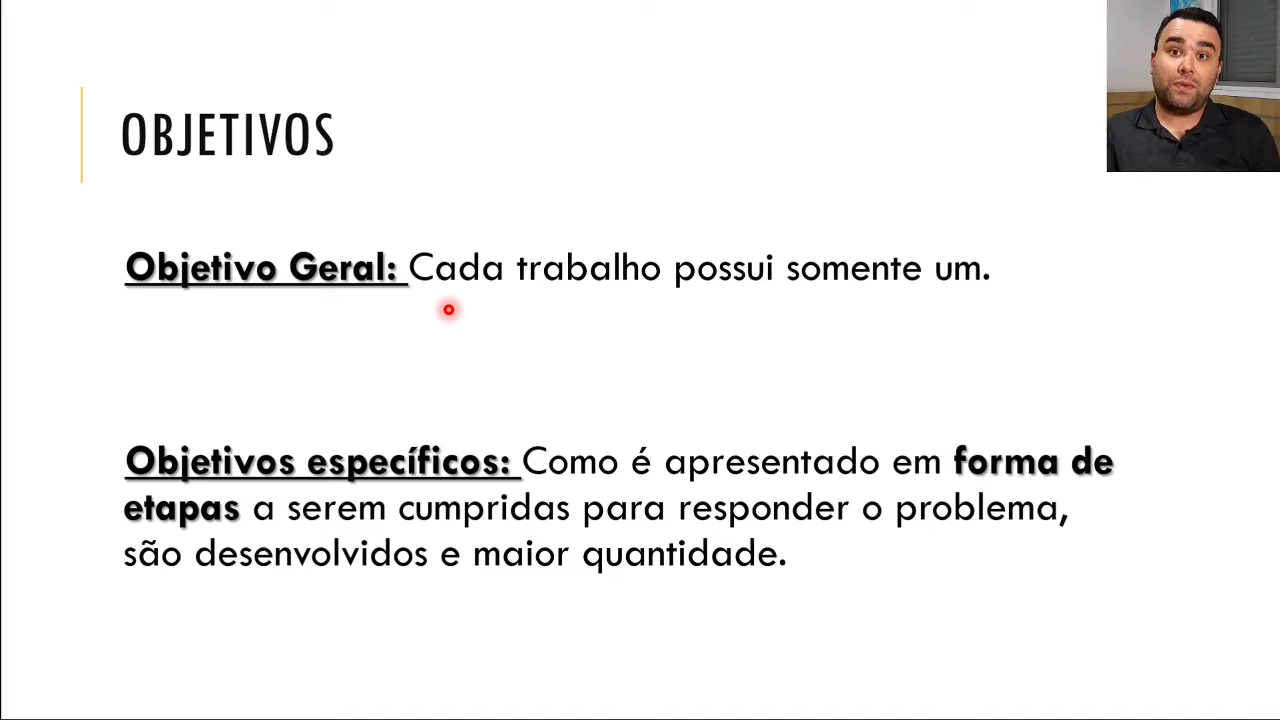 OBJETIVOS
Objetivo Geral: Cada trabalho possui somente um.
Objetivos específicos: Como é apresentado em forma de
etapas a serem cumpridas para responder o problema,
são desenvolvidos e maior quantidade.